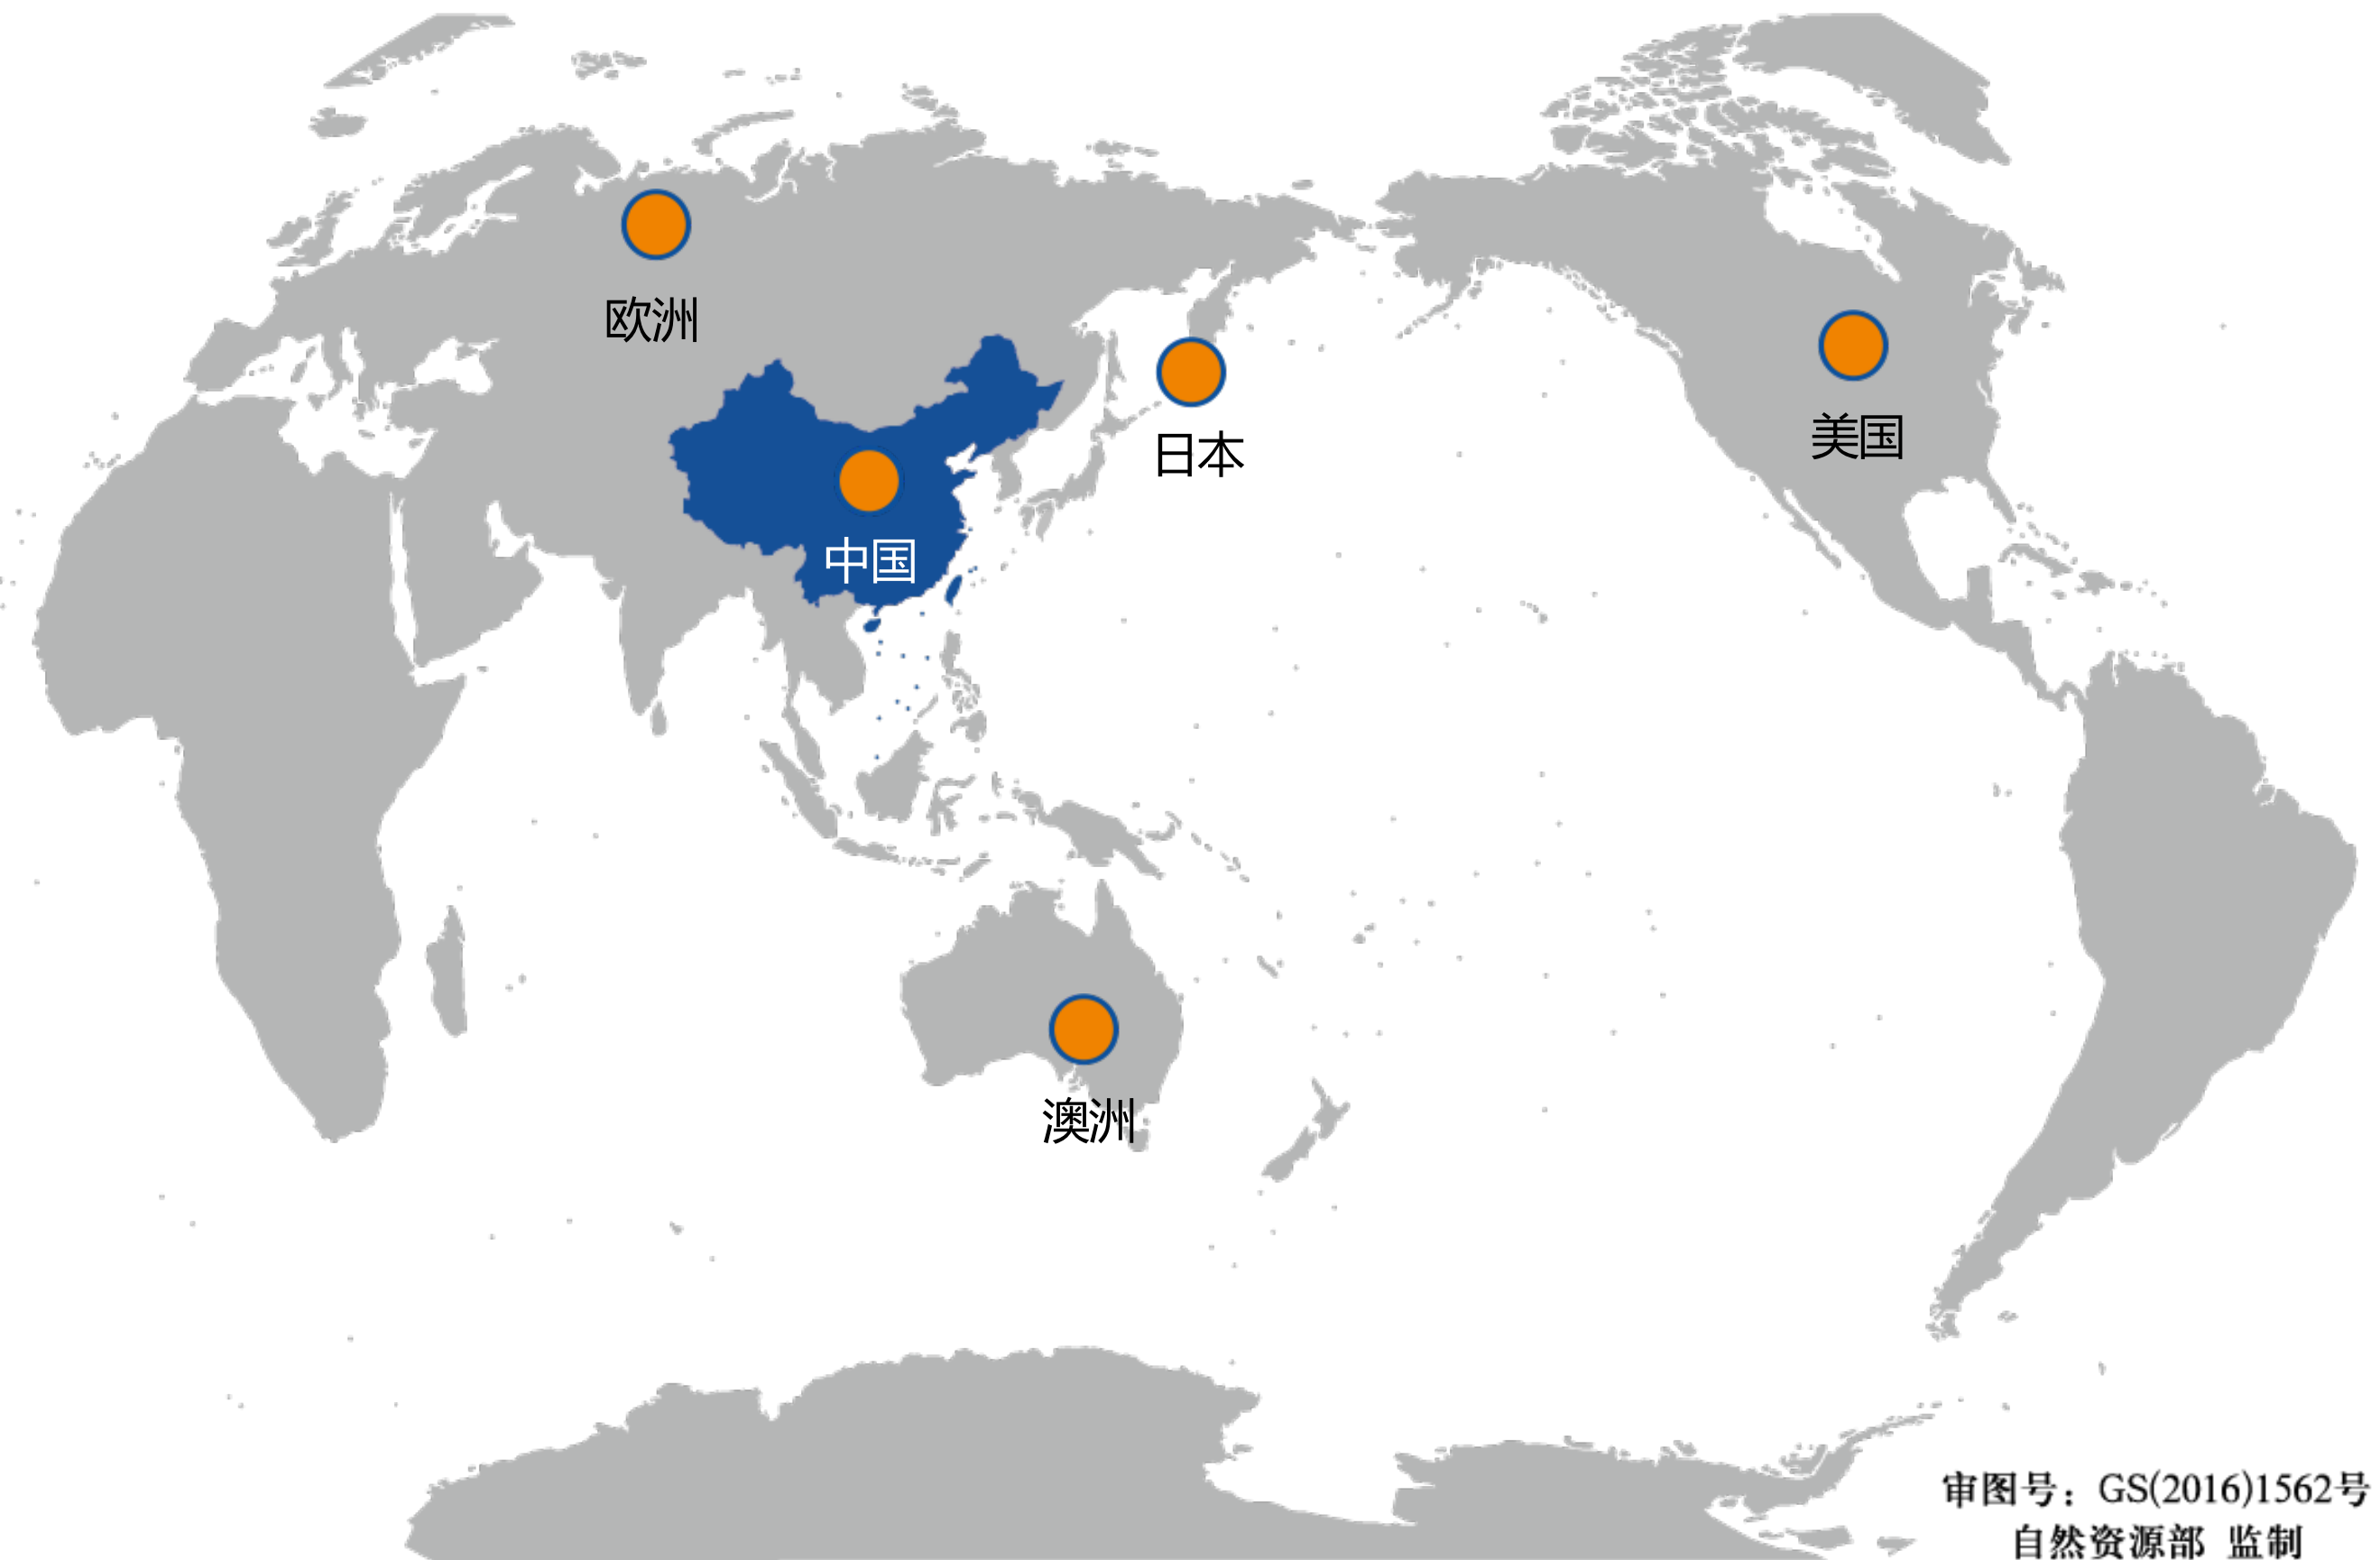 欧洲
美国
日本
中国
澳洲
审图号：GS(2016)1562号
自然资源部 监制